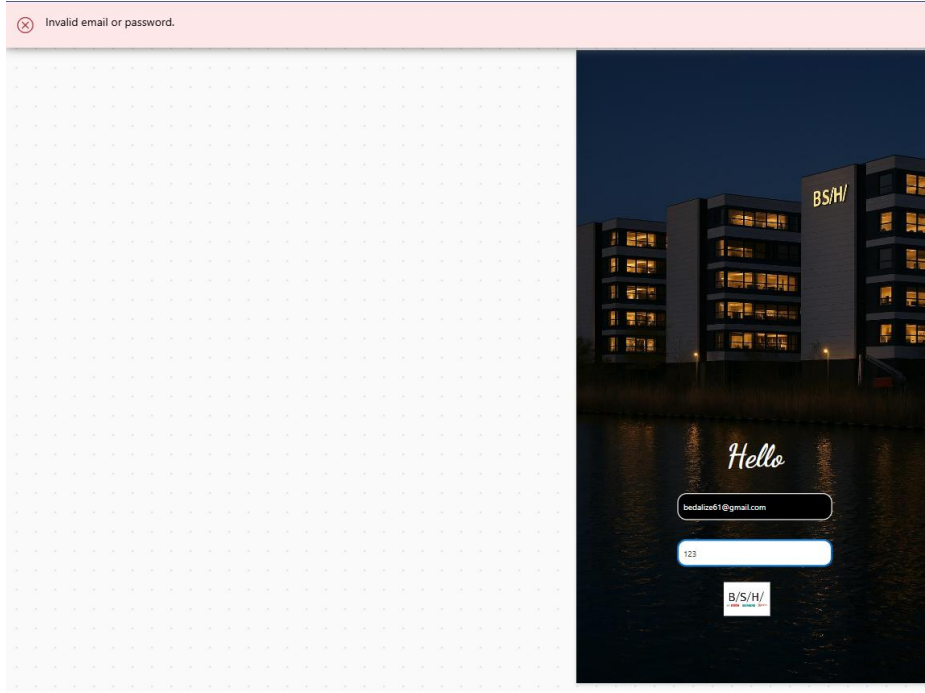 Invalid email or password.
BS/H/
Hello
bedalize61@gmail.com
123
B/S/H/